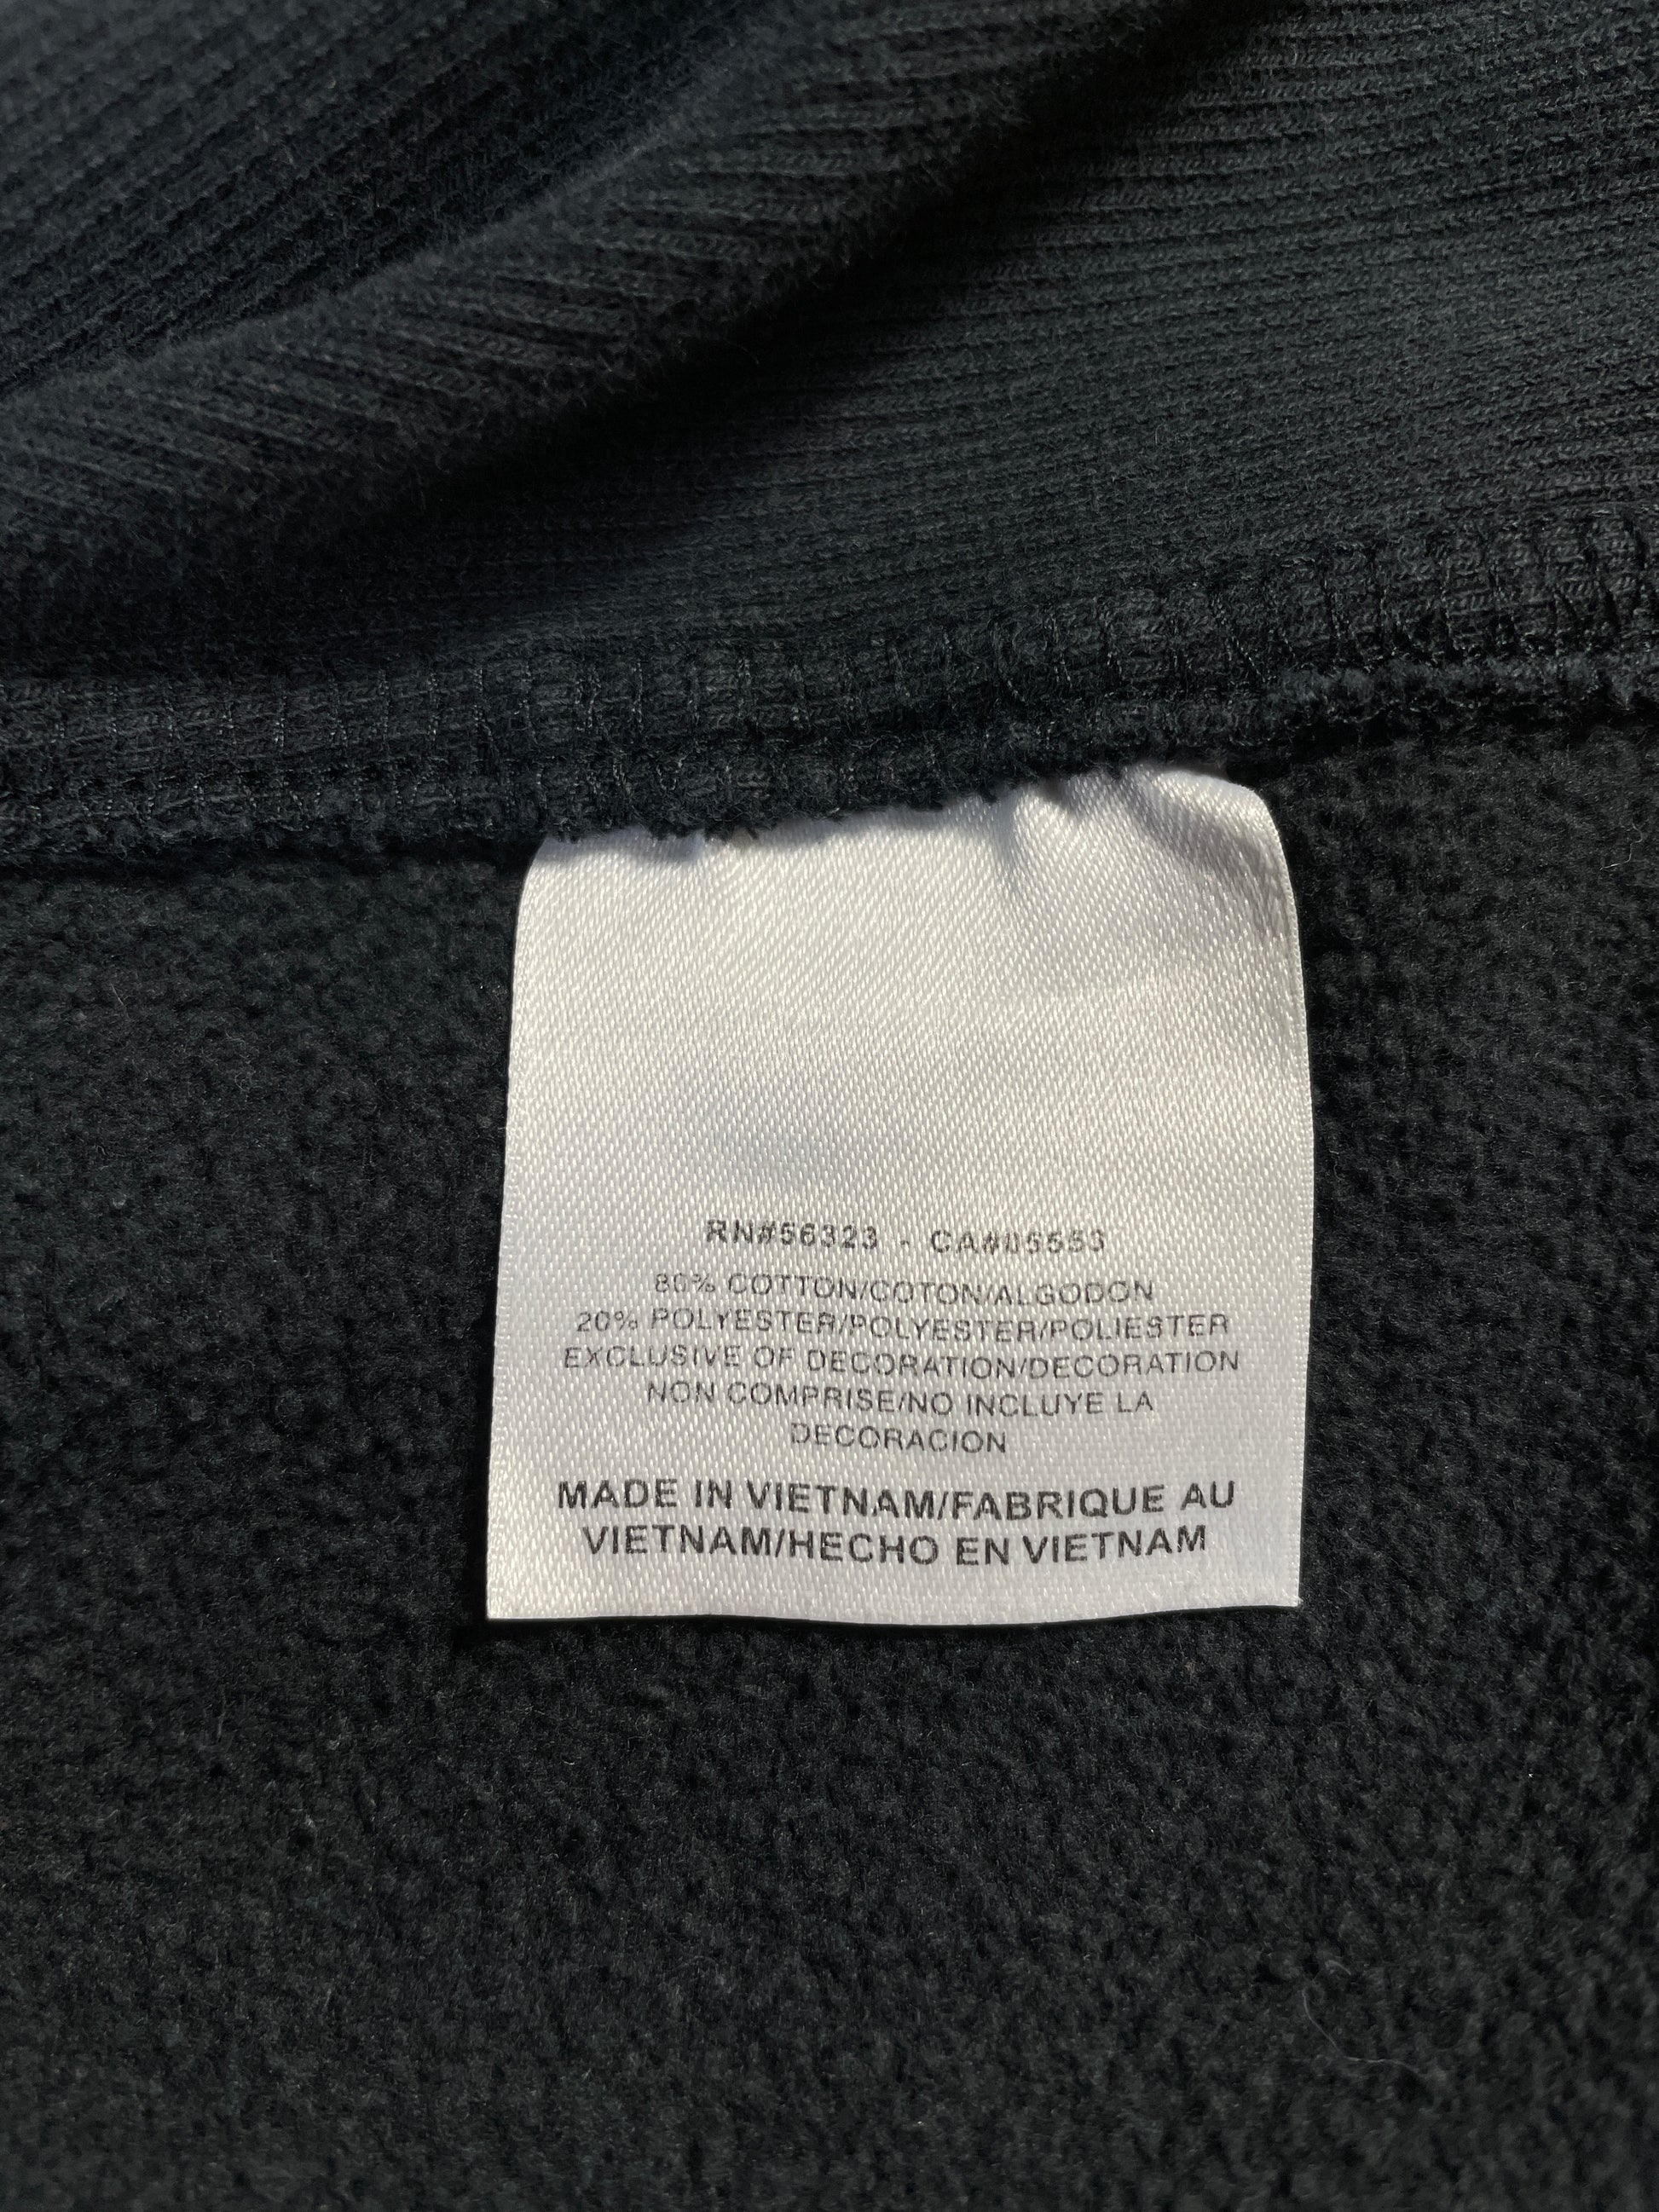 RN#56323 - CA#05553
80% COTTON/COTON/ALGODON
20% POLYESTER/POLYESTER/POLIESTER
EXCLUSIVE OF DECORATION/DECORATION
NON COMPRISE/NO INCLUYE LA
DECORACION
MADE IN VIETNAM/FABRIQUE AU
VIETNAM/HECHO EN VIETNAM